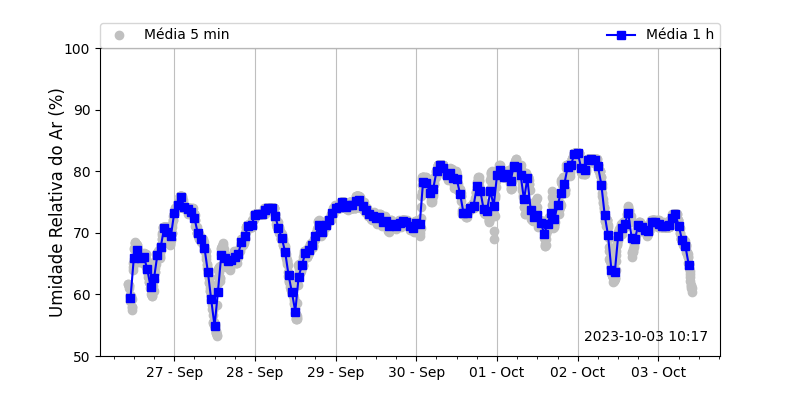 Média 5 min
Média 1 h
100
90
80
70
60
50
Umidade Relativa do Ar (%)
2023-10-03 10:17
27 - Sep
28 - Sep
29 - Sep
30 - Sep
01 - Oct
02 - Oct
03 - Oct